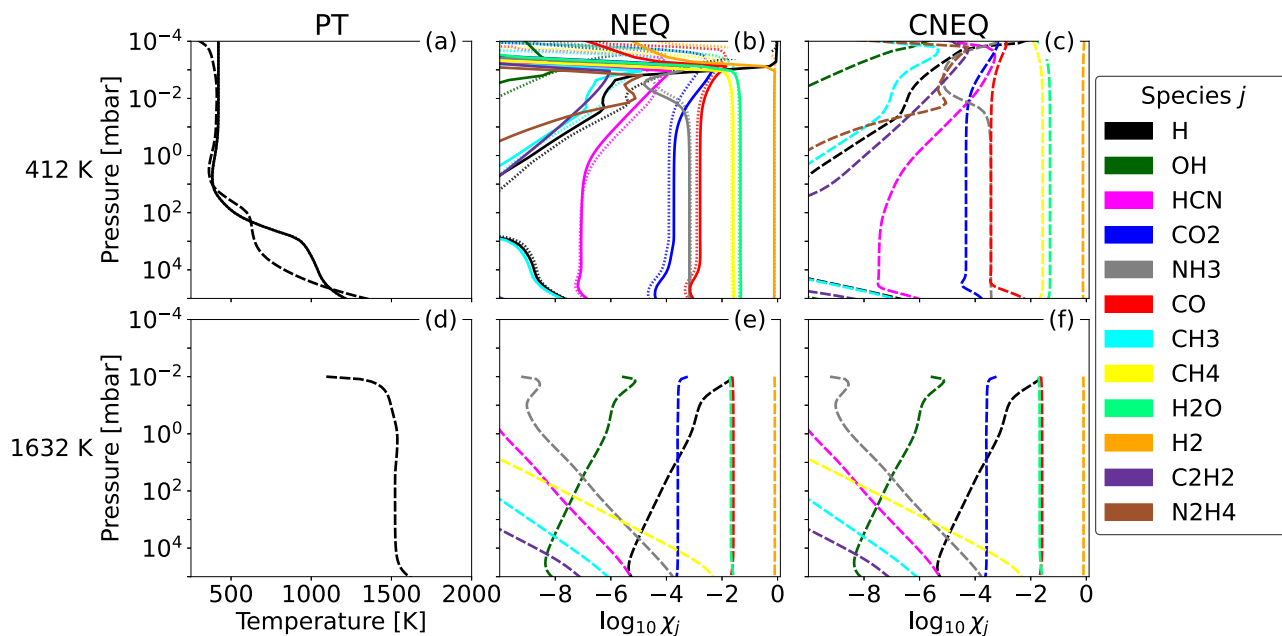 PT NEQ CNEQ
(a) (b) (c)
412 K
Pressure [mbar]
10⁻⁴
10⁻²
10⁰
10²
10⁴
Species j
H
OH
HCN
CO2
NH3
CO
CH3
CH4
H2O
H2
C2H2
N2H4
(d) (e) (f)
1632 K
Pressure [mbar]
10⁻⁴
10⁻²
10⁰
10²
10⁴
500 1000 1500 2000
Temperature [K]
−8 −6 −4 −2 0
log₁₀ χⱼ
−8 −6 −4 −2 0
log₁₀ χⱼ